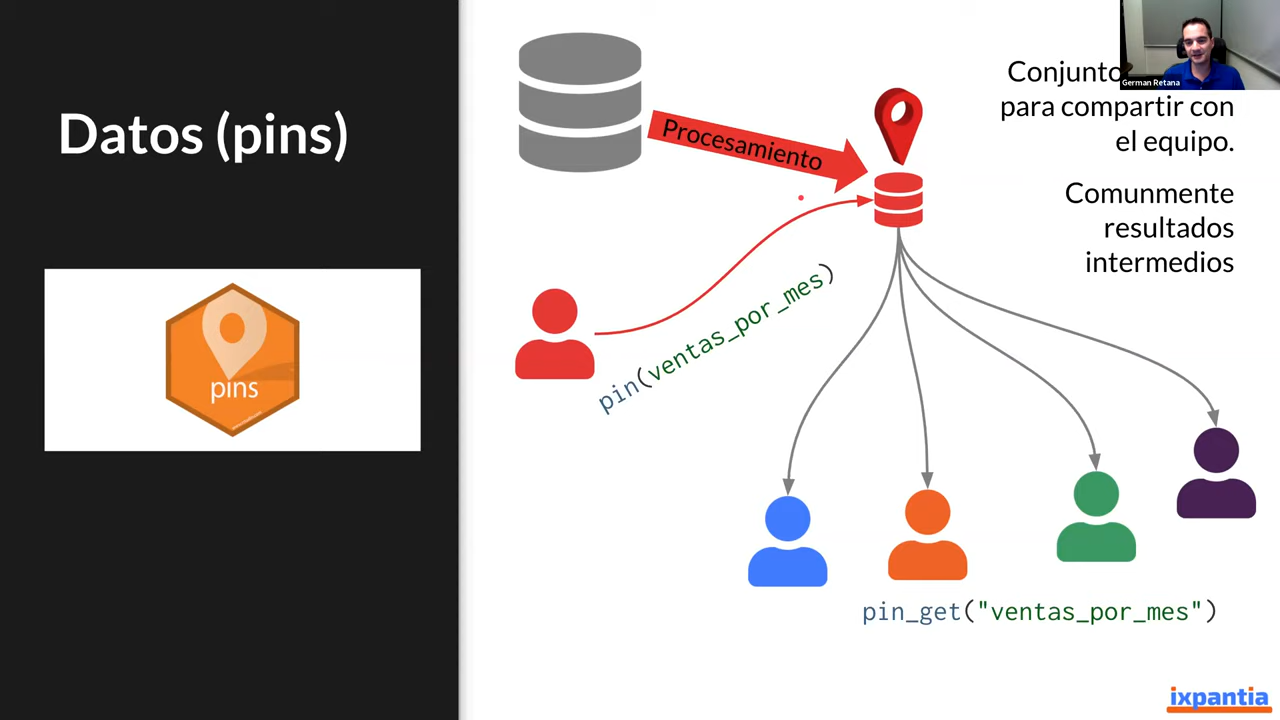 Datos (pins)
pins
Procesamiento
pin(ventas_por_mes)
German Retana
Conjunto
para compartir con
el equipo.
Comunmente
resultados
intermedios
pin_get("ventas_por_mes")
ixpantia